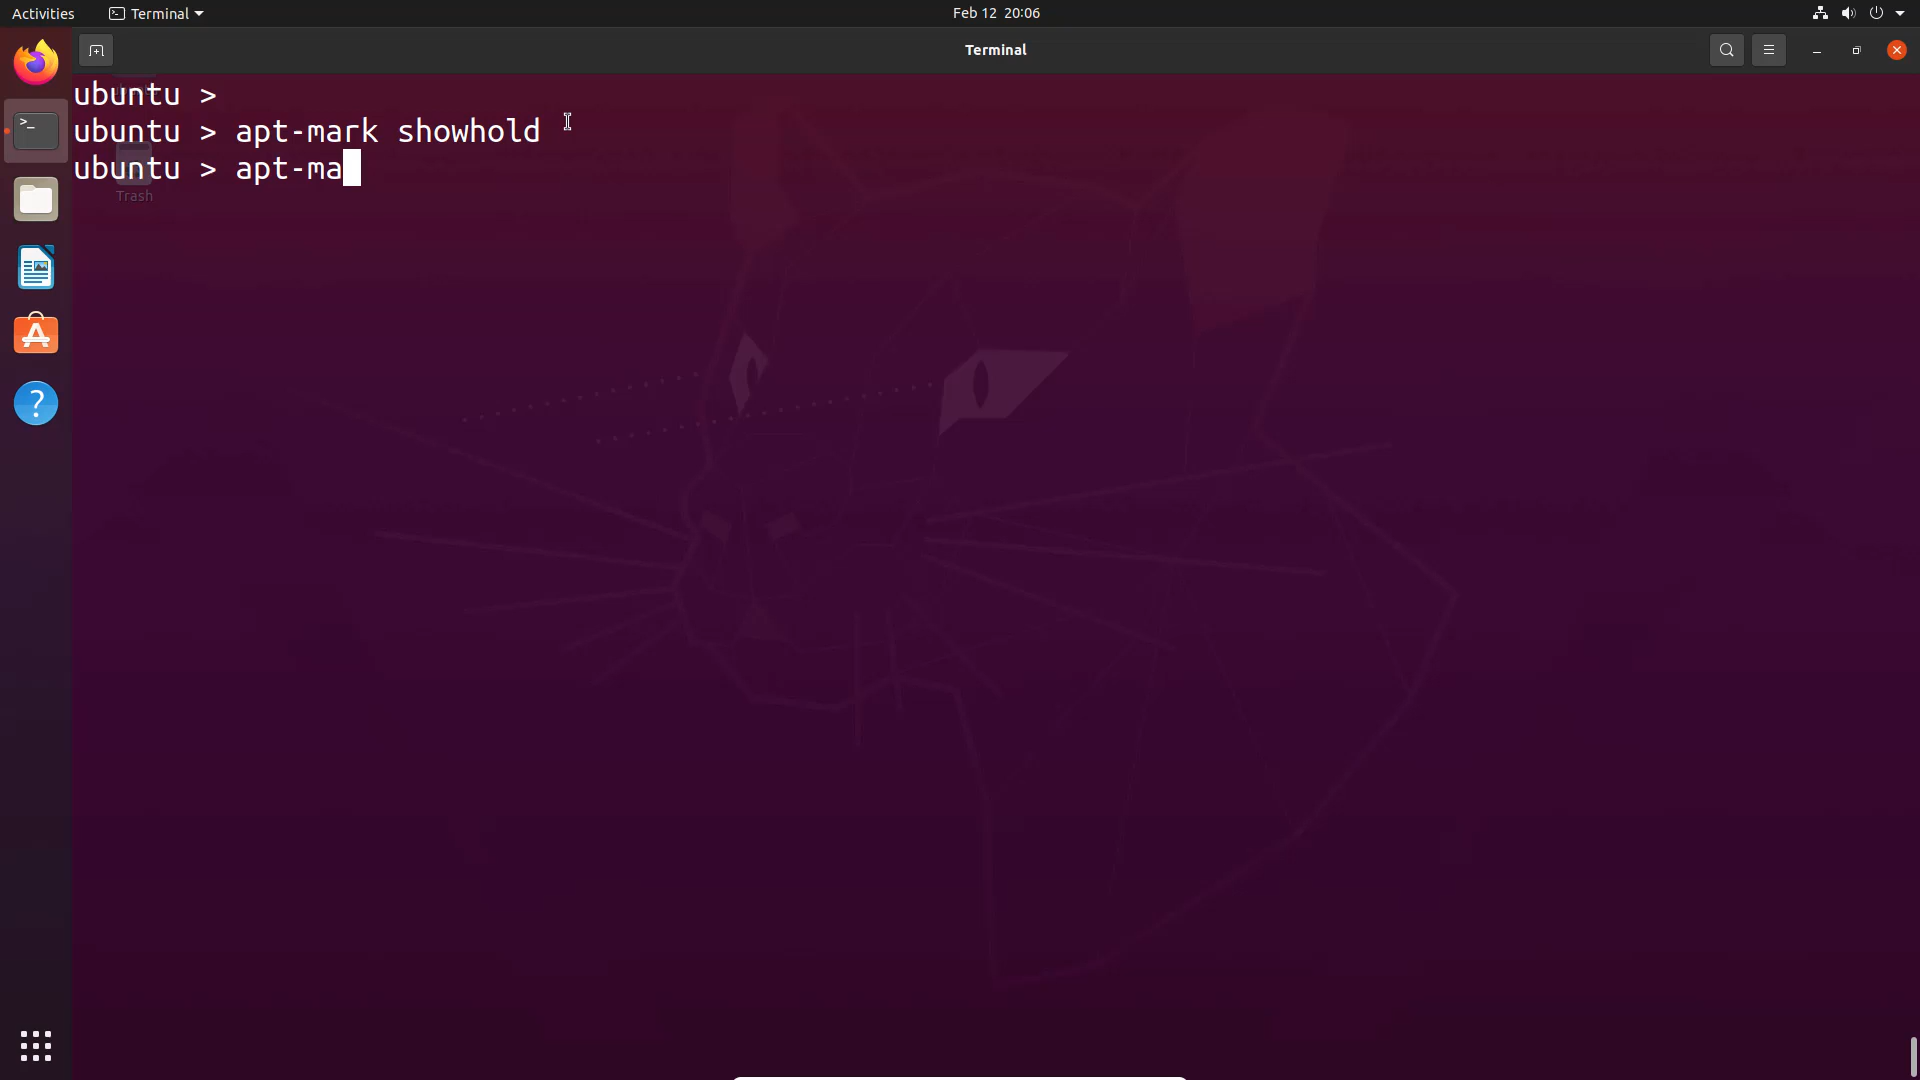 Activities
Terminal
Feb 12 20:06
Terminal
ubuntu >
ubuntu > apt-mark showhold
ubuntu > apt-ma
Trash